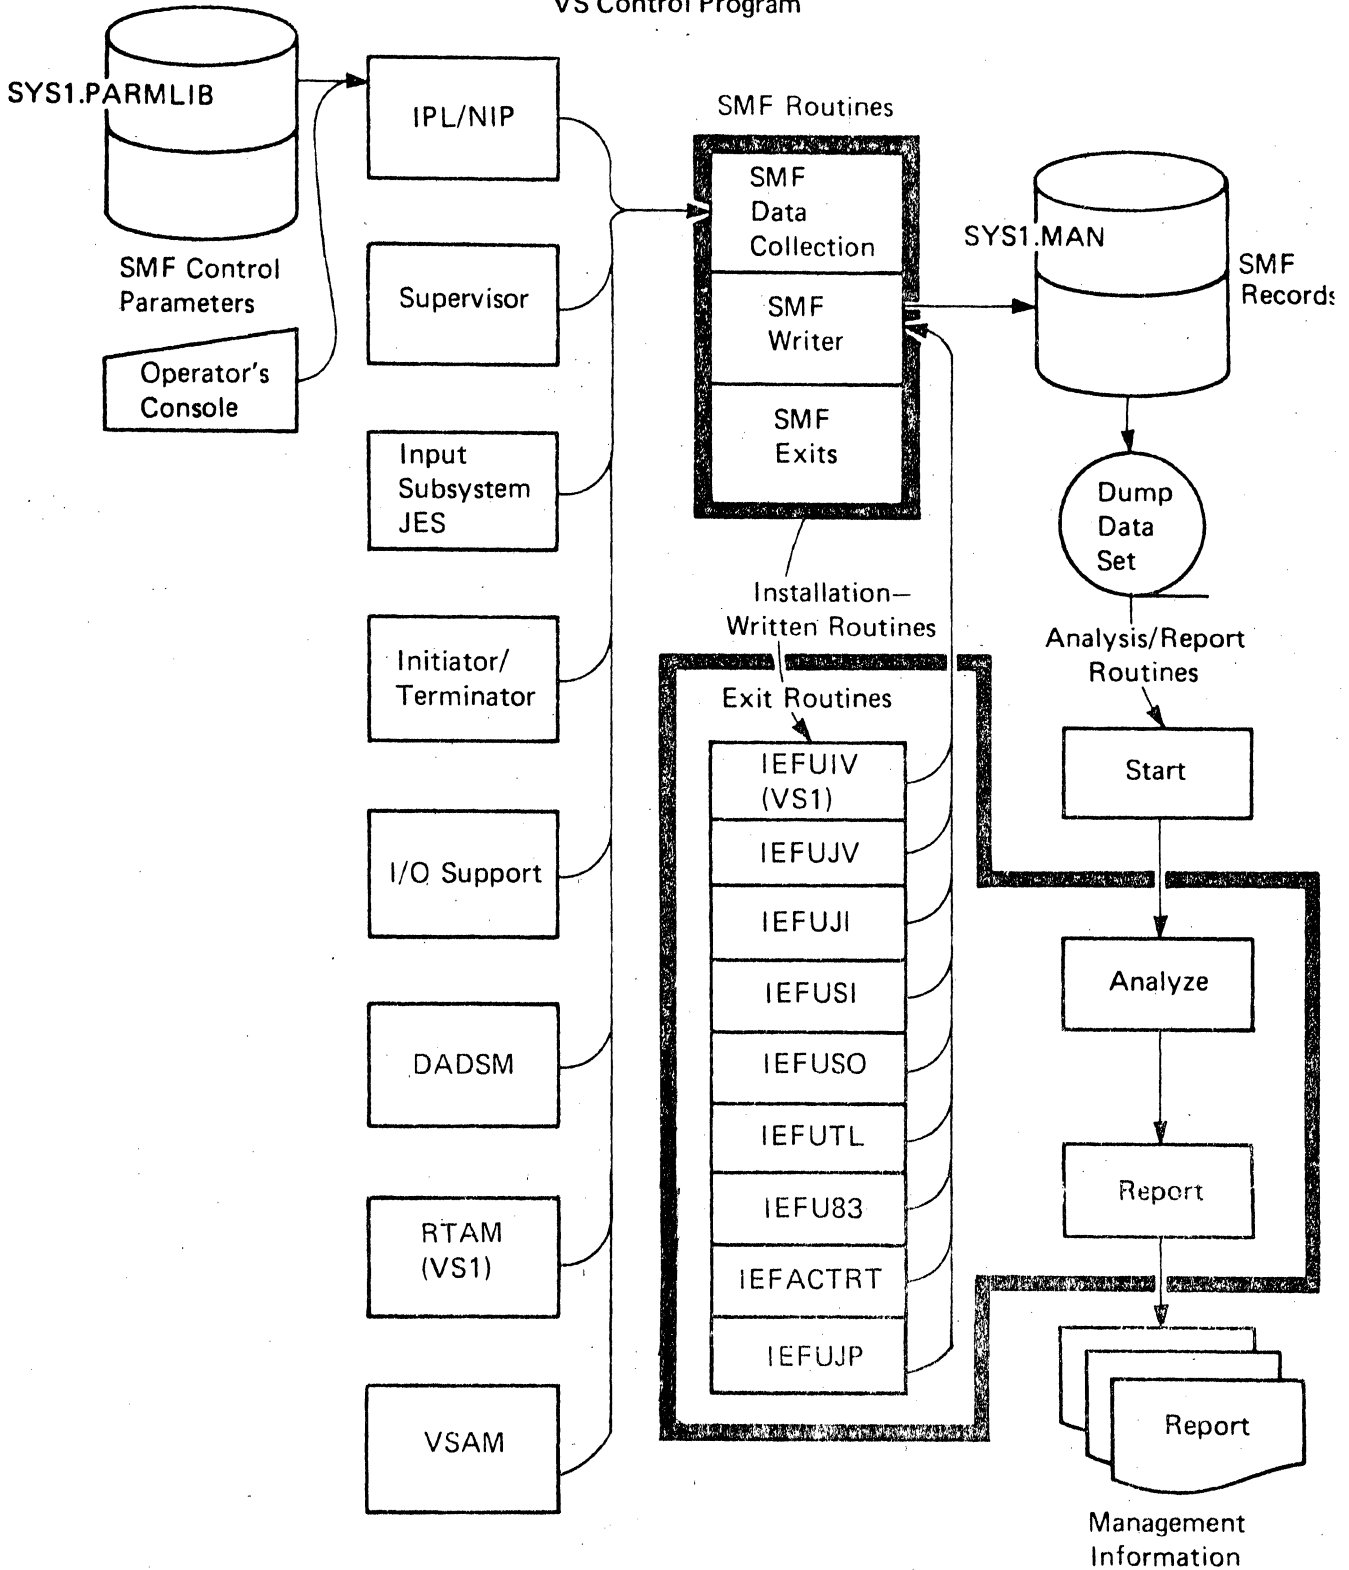 VS Control Program
SYS1.PARMLIB
SMF Control
Parameters
Operator's
Console
IPL/NIP
Supervisor
Input
Subsystem
JES
Initiator/
Terminator
I/O Support
DADSM
RTAM
(VS1)
VSAM
SMF Routines
SMF
Data
Collection
SMF
Writer
SMF
Exits
Installation—
Written Routines
Exit Routines
IEFUIV
(VS1)
IEFUJV
IEFUJI
IEFUSI
IEFUSO
IEFUTL
IEFU83
IEFACTRT
IEFUJP
SYS1.MAN
SMF
Records
Dump
Data
Set
Analysis/Report
Routines
Start
Analyze
Report
Report
Management
Information